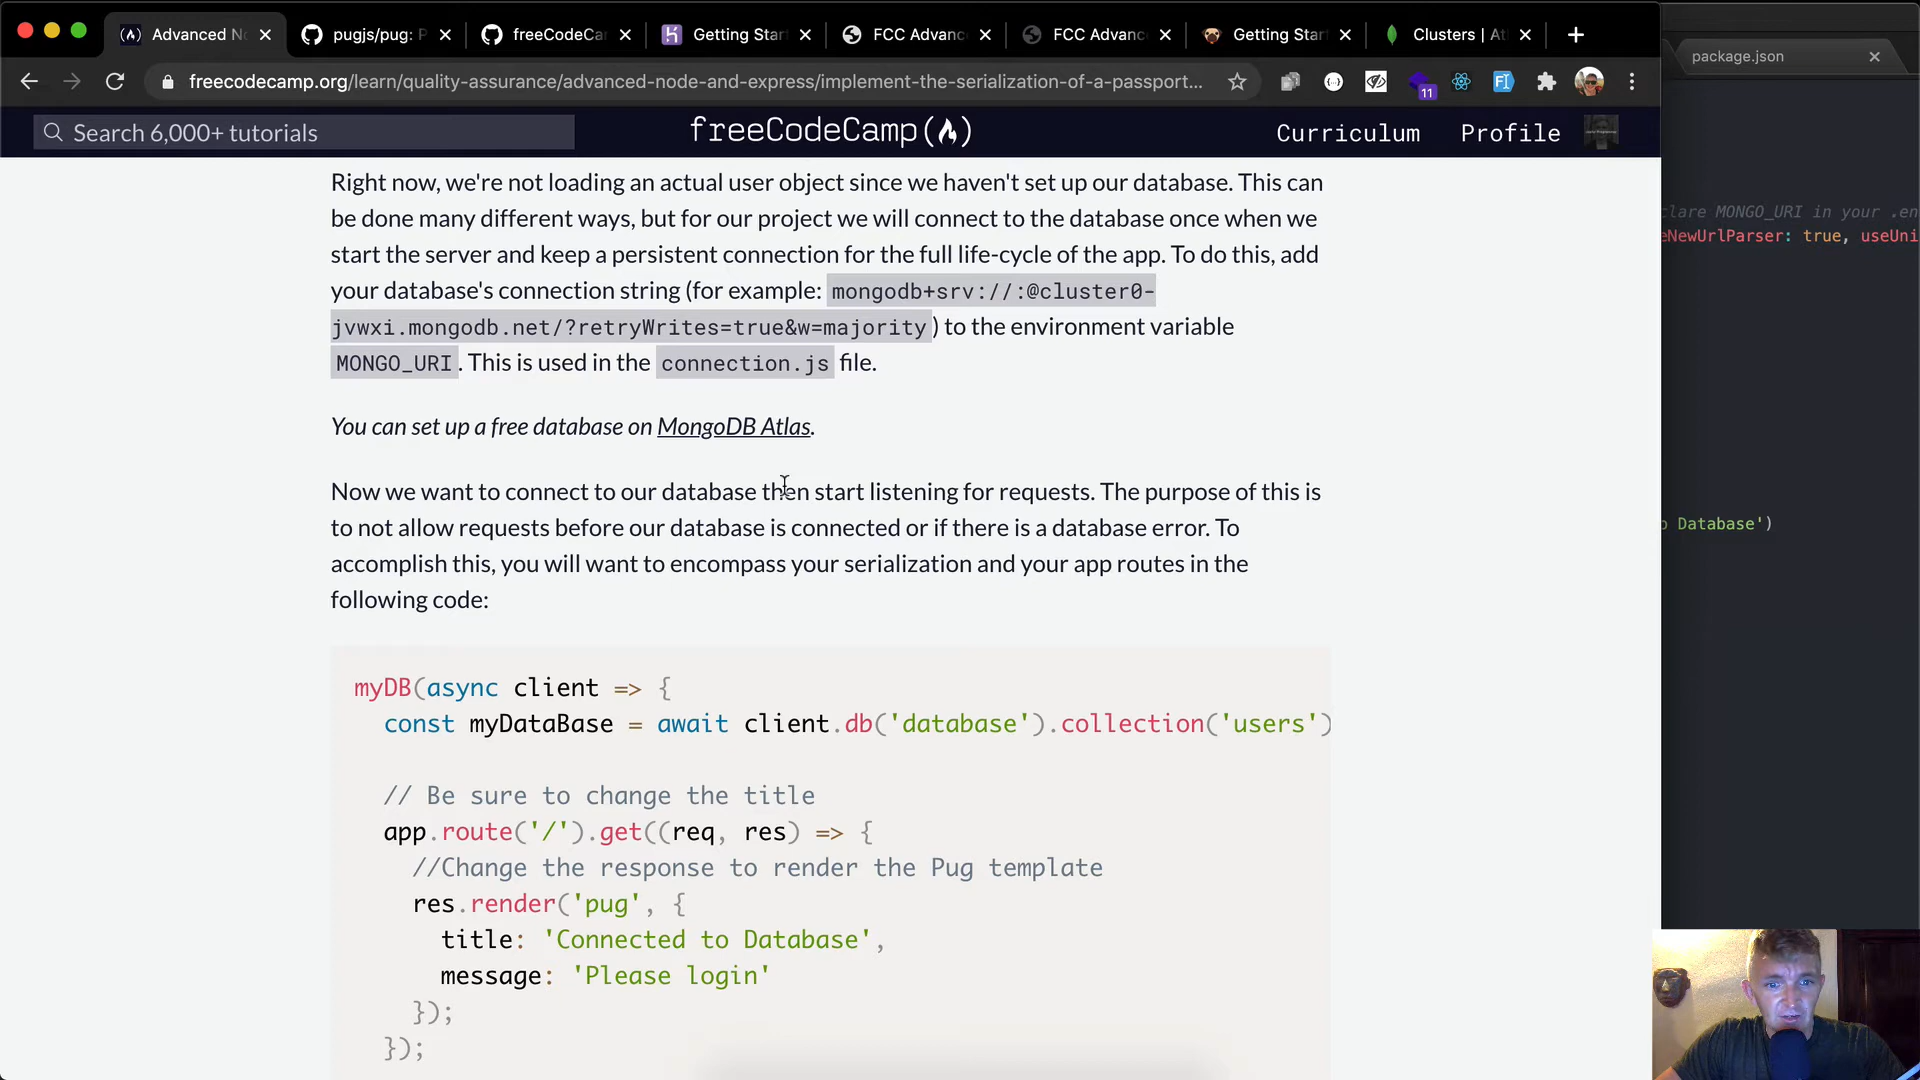 Advanced No
pugjs/pug: P
freeCodeCa
Getting Star
FCC Advanc
FCC Advanc
Getting Star
Clusters | At
package.json
freecodecamp.org/learn/quality-assurance/advanced-node-and-express/implement-the-serialization-of-a-passport...
11
Search 6,000+ tutorials
freeCodeCamp
Curriculum
Profile
Right now, we're not loading an actual user object since we haven't set up our database. This can
be done many different ways, but for our project we will connect to the database once when we
start the server and keep a persistent connection for the full life-cycle of the app. To do this, add
your database's connection string (for example: mongodb+srv://:@cluster0-
jvwxi.mongodb.net/?retryWrites=true&w=majority ) to the environment variable
MONGO_URI . This is used in the connection.js file.
You can set up a free database on MongoDB Atlas.
Now we want to connect to our database then start listening for requests. The purpose of this is
to not allow requests before our database is connected or if there is a database error. To
accomplish this, you will want to encompass your serialization and your app routes in the
following code:
myDB(async client => {
const myDataBase = await client.db('database').collection('users')
// Be sure to change the title
app.route('/').get((req, res) => {
//Change the response to render the Pug template
res.render('pug', {
title: 'Connected to Database',
message: 'Please login'
});
});
clare MONGO_URI in your .en
eNewUrlParser: true, useUni
o Database')